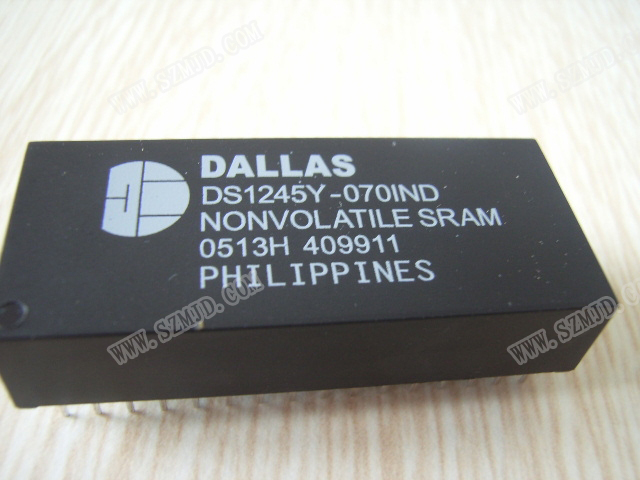 DALLAS
DS1245Y-070IND
NONVOLATILE SRAM
0513H 409911
PHILIPPINES
WWW.SZMJD.COM
WWW.SZMJD.COM
WWW.SZMJD.COM
WWW.SZMJD.COM